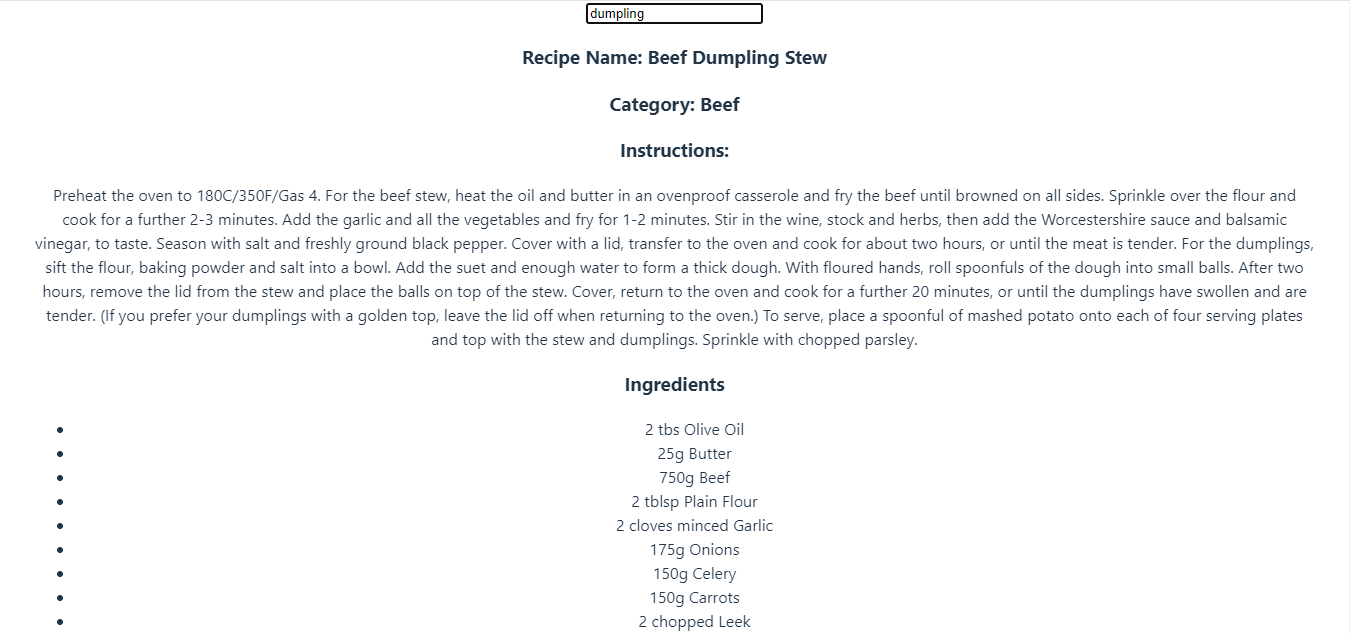 dumpling
Recipe Name: Beef Dumpling Stew
Category: Beef
Instructions:
Preheat the oven to 180C/350F/Gas 4. For the beef stew, heat the oil and butter in an ovenproof casserole and fry the beef until browned on all sides. Sprinkle over the flour and
cook for a further 2-3 minutes. Add the garlic and all the vegetables and fry for 1-2 minutes. Stir in the wine, stock and herbs, then add the Worcestershire sauce and balsamic
vinegar, to taste. Season with salt and freshly ground black pepper. Cover with a lid, transfer to the oven and cook for about two hours, or until the meat is tender. For the dumplings,
sift the flour, baking powder and salt into a bowl. Add the suet and enough water to form a thick dough. With floured hands, roll spoonfuls of the dough into small balls. After two
hours, remove the lid from the stew and place the balls on top of the stew. Cover, return to the oven and cook for a further 20 minutes, or until the dumplings have swollen and are
tender. (If you prefer your dumplings with a golden top, leave the lid off when returning to the oven.) To serve, place a spoonful of mashed potato onto each of four serving plates
and top with the stew and dumplings. Sprinkle with chopped parsley.
Ingredients
2 tbs Olive Oil
25g Butter
750g Beef
2 tblsp Plain Flour
2 cloves minced Garlic
175g Onions
150g Celery
150g Carrots
2 chopped Leek